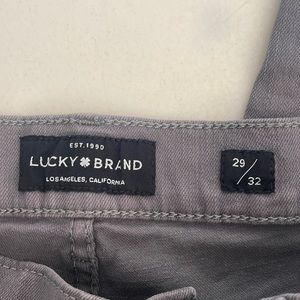 EST. 1990
LUCKY BRAND
LOS ANGELES, CALIFORNIA
29
/
32